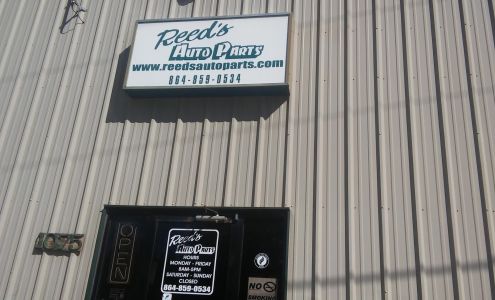 Reed's
AUTO PARTS
www.reedsautoparts.com
864-859-0534
Reed's
AUTO PARTS
HOURS
MONDAY - FRIDAY
8AM-5PM
SATURDAY - SUNDAY
CLOSED
864-859-0534
OPEN
NO
SMOKING